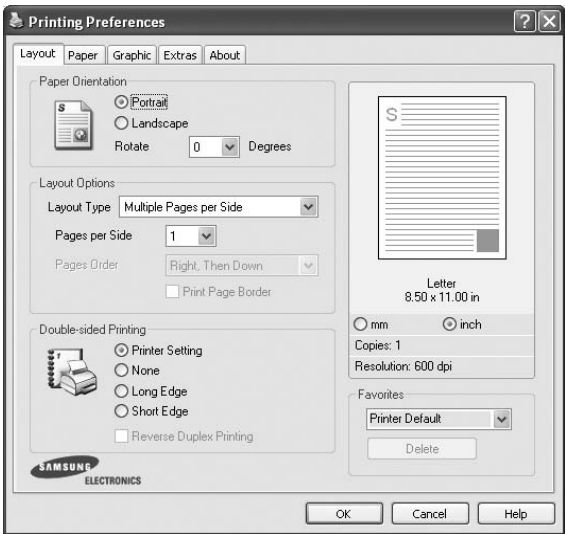 Printing Preferences
Layout Paper Graphic Extras About
Paper Orientation
S
Portrait
Landscape
Rotate 0 Degrees
Layout Options
Layout Type Multiple Pages per Side
Pages per Side 1
Pages Order Right, Then Down
Print Page Border
Double-sided Printing
Printer Setting
None
Long Edge
Short Edge
Reverse Duplex Printing
SAMSUNG
ELECTRONICS
S
Letter
8.50 x 11.00 in
mm inch
Copies: 1
Resolution: 600 dpi
Favorites
Printer Default
Delete
OK Cancel Help